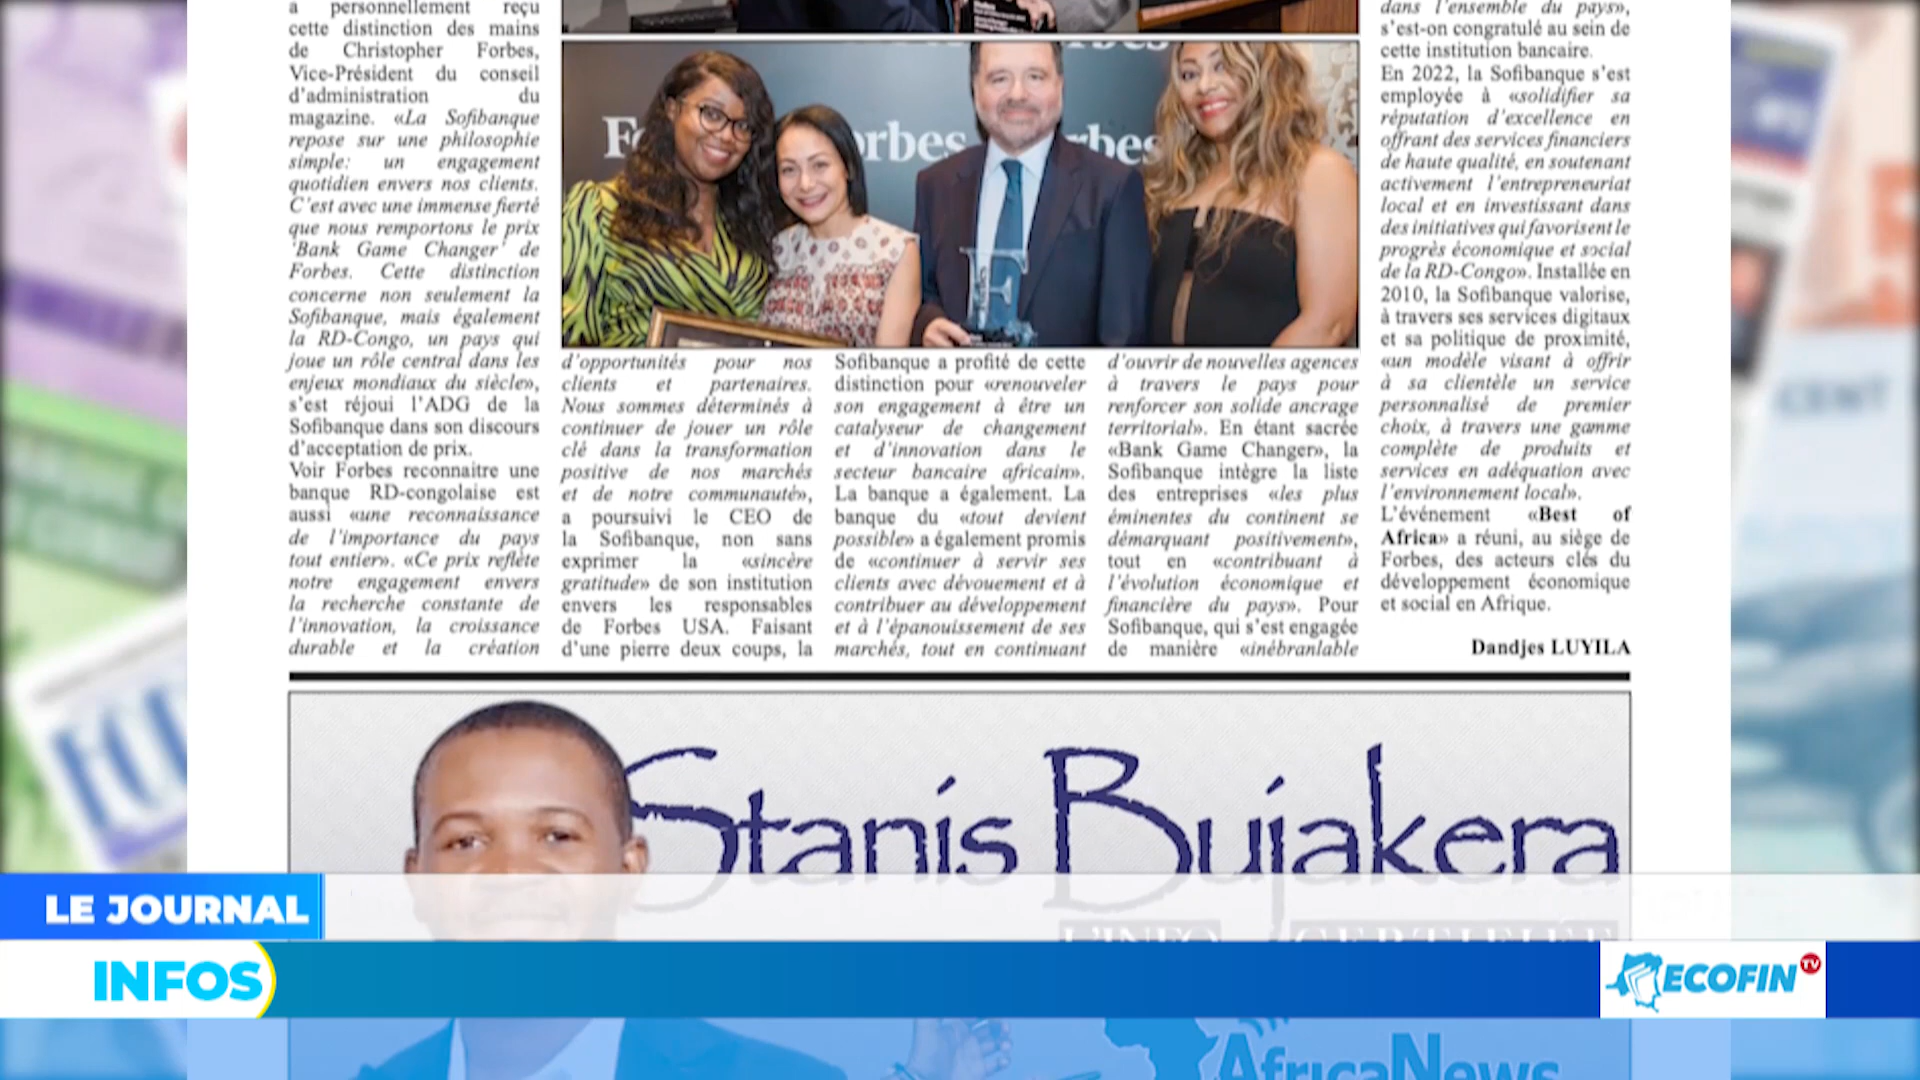 a personnellement reçu
cette distinction des mains
de Christopher Forbes,
Vice-Président du conseil
d'administration du
magazine. «La Sofibanque
repose sur une philosophie
simple: un engagement
quotidien envers nos clients.
C'est avec une immense fierté
que nous remportons le prix
'Bank Game Changer' de
Forbes. Cette distinction
concerne non seulement la
Sofibanque, mais également
la RD-Congo, un pays qui
joue un rôle central dans les
enjeux mondiaux du siècle»,
s'est réjoui l'ADG de la
Sofibanque dans son discours
d'acceptation de prix.
Voir Forbes reconnaitre une
banque RD-congolaise est
aussi «une reconnaissance
de l'importance du pays
tout entier». «Ce prix reflète
notre engagement envers
la recherche constante de
l'innovation, la croissance
durable et la création
d'opportunités pour nos
clients et partenaires.
Nous sommes déterminés à
continuer de jouer un rôle
clé dans la transformation
positive de nos marchés
et de notre communauté»,
a poursuivi le CEO de
la Sofibanque, non sans
exprimer la «sincère
gratitude» de son institution
envers les responsables
de Forbes USA. Faisant
d'une pierre deux coups, la
Sofibanque a profité de cette
distinction pour «renouveler
son engagement à être un
catalyseur de changement
et d'innovation dans le
secteur bancaire africain».
La banque a également. La
banque du «tout devient
possible» a également promis
de «continuer à servir ses
clients avec dévouement et à
contribuer au développement
et à l'épanouissement de ses
marchés, tout en continuant
d'ouvrir de nouvelles agences
à travers le pays pour
renforcer son solide ancrage
territorial». En étant sacrée
«Bank Game Changer», la
Sofibanque intègre la liste
des entreprises «les plus
éminentes du continent se
démarquant positivement»,
tout en «contribuant à
l'évolution économique et
financière du pays». Pour
Sofibanque, qui s'est engagée
de manière «inébranlable
dans l'ensemble du pays»,
s'est-on congratulé au sein de
cette institution bancaire.
En 2022, la Sofibanque s'est
employée à «solidifier sa
réputation d'excellence en
offrant des services financiers
de haute qualité, en soutenant
activement l'entrepreneuriat
local et en investissant dans
des initiatives qui favorisent le
progrès économique et social
de la RD-Congo». Installée en
2010, la Sofibanque valorise,
à travers ses services digitaux
et sa politique de proximité,
«un modèle visant à offrir
à sa clientèle un service
personnalisé de premier
choix, à travers une gamme
complète de produits et
services en adéquation avec
l'environnement local».
L'événement «Best of
Africa» a réuni, au siège de
Forbes, des acteurs clés du
développement économique
et social en Afrique.
Dandjes LUYILA
Stanis Bujakera
L'INFO CERTIFIÉE
AfricaNews
LE JOURNAL
INFOS
ECOFIN TV